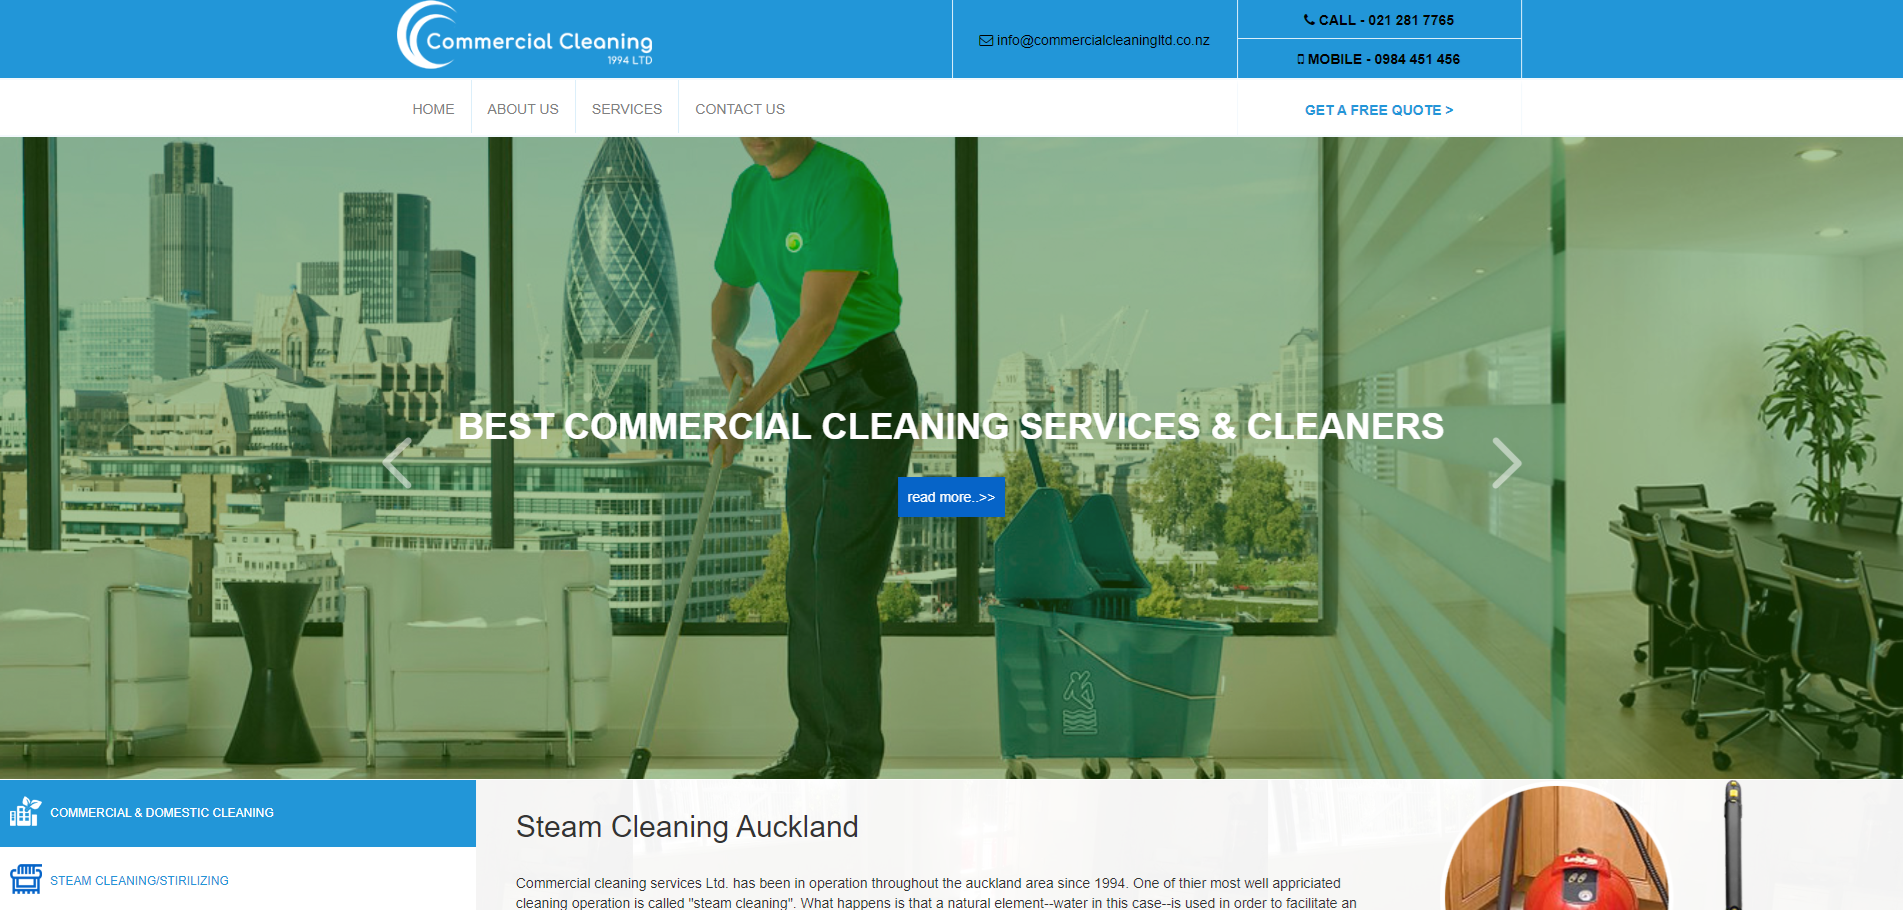 Commercial Cleaning
1994 LTD
info@commercialcleaningltd.co.nz
CALL - 021 281 7765
MOBILE - 0984 451 456
HOME
ABOUT US
SERVICES
CONTACT US
GET A FREE QUOTE >
BEST COMMERCIAL CLEANING SERVICES & CLEANERS
read more..>>
COMMERCIAL & DOMESTIC CLEANING
STEAM CLEANING/STIRILIZING
Steam Cleaning Auckland
Commercial cleaning services Ltd. has been in operation throughout the auckland area since 1994. One of thier most well appriciated
cleaning operation is called "steam cleaning". What happens is that a natural element--water in this case--is used in order to facilitate an